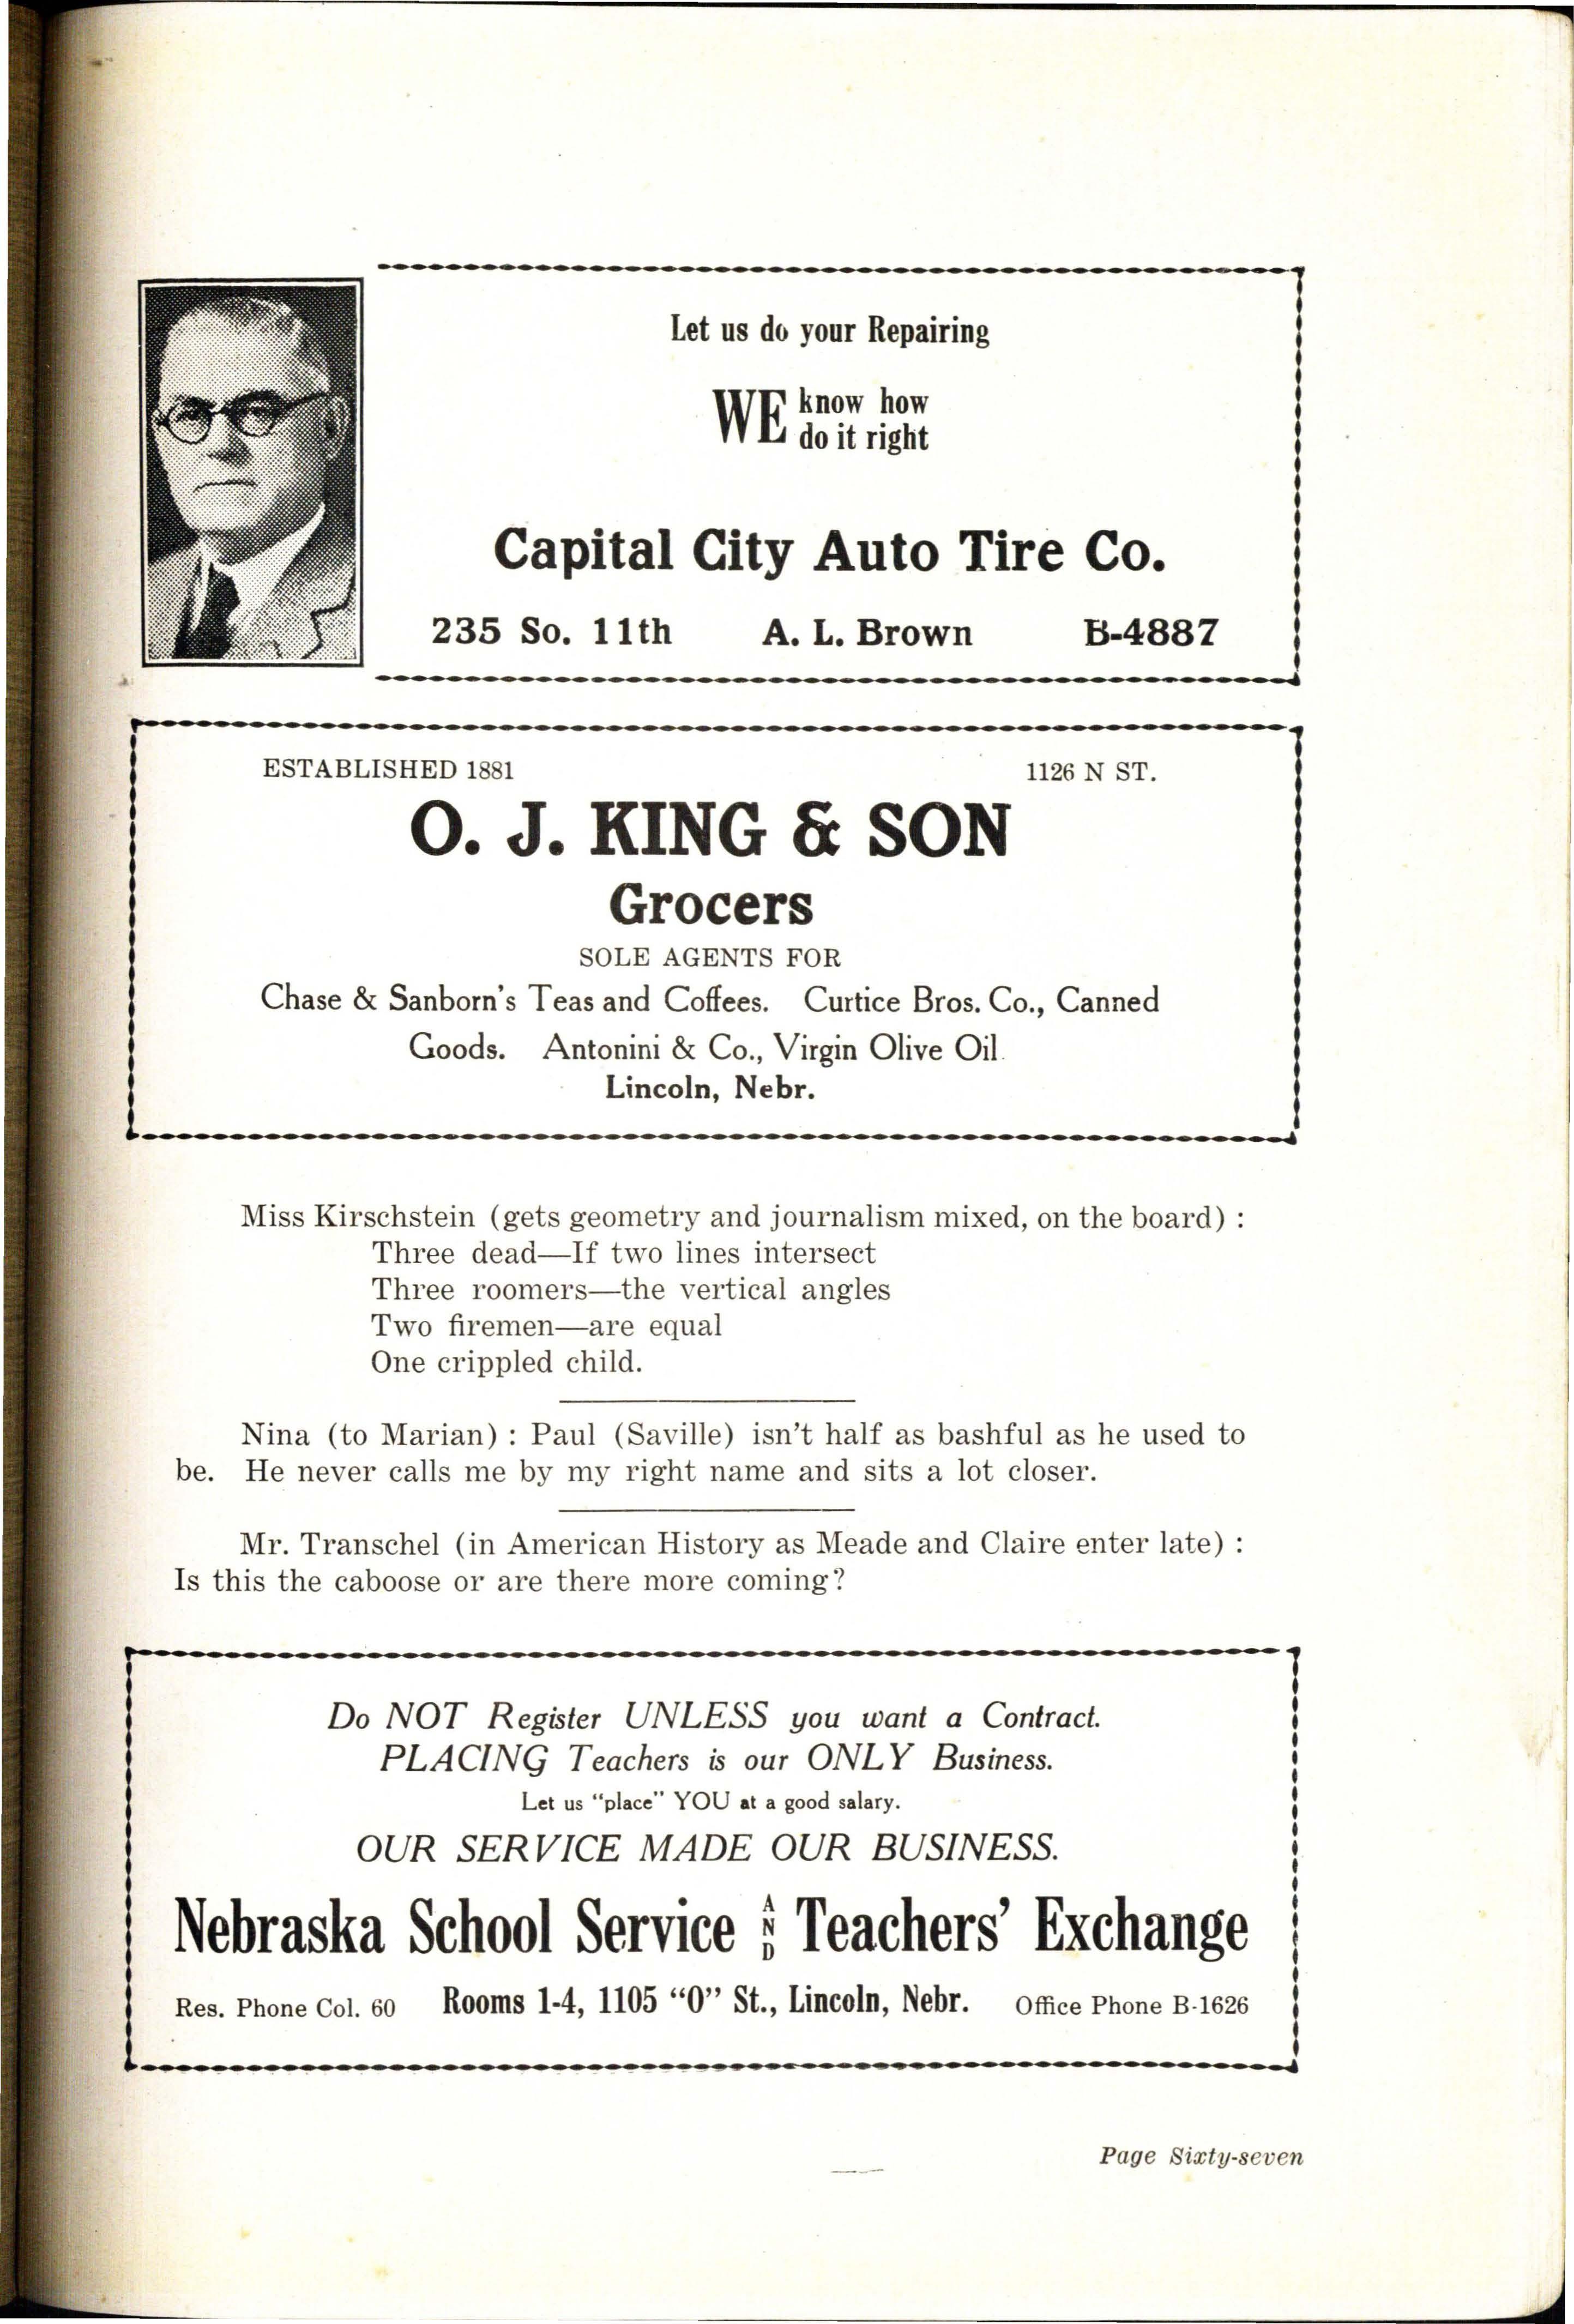 Let us do your Repairing
WE know how
do it right
Capital City Auto Tire Co.
235 So. 11th A. L. Brown B-4887
ESTABLISHED 1881 1126 N ST.
O. J. KING & SON
Grocers
SOLE AGENTS FOR
Chase & Sanborn's Teas and Coffees. Curtice Bros. Co., Canned
Goods. Antonini & Co., Virgin Olive Oil.
Lincoln, Nebr.
Miss Kirschstein (gets geometry and journalism mixed, on the board) :
Three dead—If two lines intersect
Three roomers—the vertical angles
Two firemen—are equal
One crippled child.
Nina (to Marian) : Paul (Saville) isn't half as bashful as he used to
be. He never calls me by my right name and sits a lot closer.
Mr. Transchel (in American History as Meade and Claire enter late) :
Is this the caboose or are there more coming?
Do NOT Register UNLESS you want a Contract.
PLACING Teachers is our ONLY Business.
Let us "place" YOU at a good salary.
OUR SERVICE MADE OUR BUSINESS.
Nebraska School Service AND Teachers' Exchange
Res. Phone Col. 60 Rooms 1-4, 1105 "O" St., Lincoln, Nebr. Office Phone B-1626
Page Sixty-seven